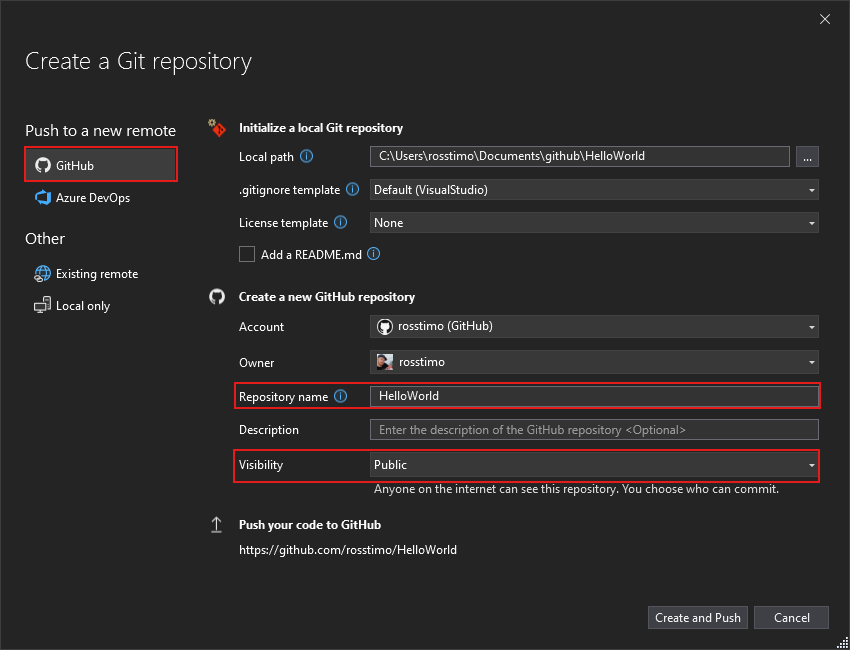 Create a Git repository
Push to a new remote
GitHub
Azure DevOps
Other
Existing remote
Local only
Initialize a local Git repository
Local path C:\Users\rosstimo\Documents\github\HelloWorld ...
.gitignore template Default (VisualStudio)
License template None
Add a README.md
Create a new GitHub repository
Account rosstimo (GitHub)
Owner rosstimo
Repository name HelloWorld
Description Enter the description of the GitHub repository <Optional>
Visibility Public
Anyone on the internet can see this repository. You choose who can commit.
Push your code to GitHub
https://github.com/rosstimo/HelloWorld
Create and Push Cancel